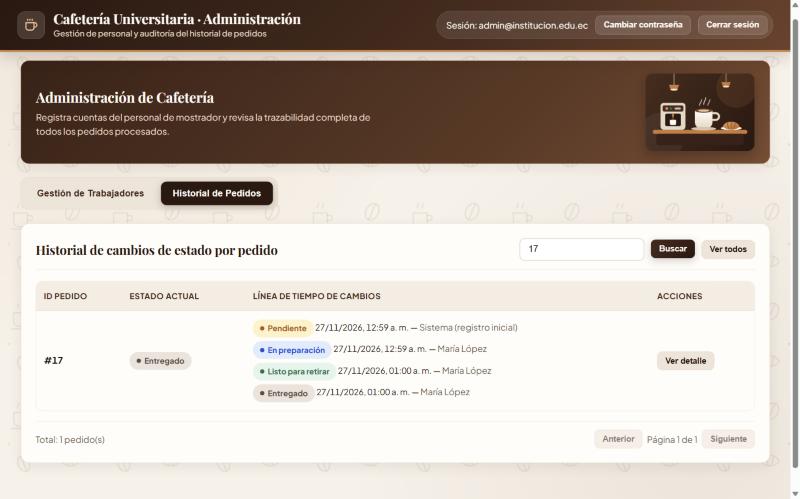 Cafetería Universitaria · Administración
Gestión de personal y auditoría del historial de pedidos
Sesión: admin@institucion.edu.ec
Cambiar contraseña
Cerrar sesión
Administración de Cafetería
Registra cuentas del personal de mostrador y revisa la trazabilidad completa de
todos los pedidos procesados.
Gestión de Trabajadores
Historial de Pedidos
Historial de cambios de estado por pedido
17
Buscar
Ver todos
ID PEDIDO
ESTADO ACTUAL
LÍNEA DE TIEMPO DE CAMBIOS
ACCIONES
#17
Entregado
Pendiente 27/11/2026, 12:59 a. m. — Sistema (registro inicial)
En preparación 27/11/2026, 12:59 a. m. — María López
Listo para retirar 27/11/2026, 01:00 a. m. — María López
Entregado 27/11/2026, 01:00 a. m. — María López
Ver detalle
Total: 1 pedido(s)
Anterior
Página 1 de 1
Siguiente